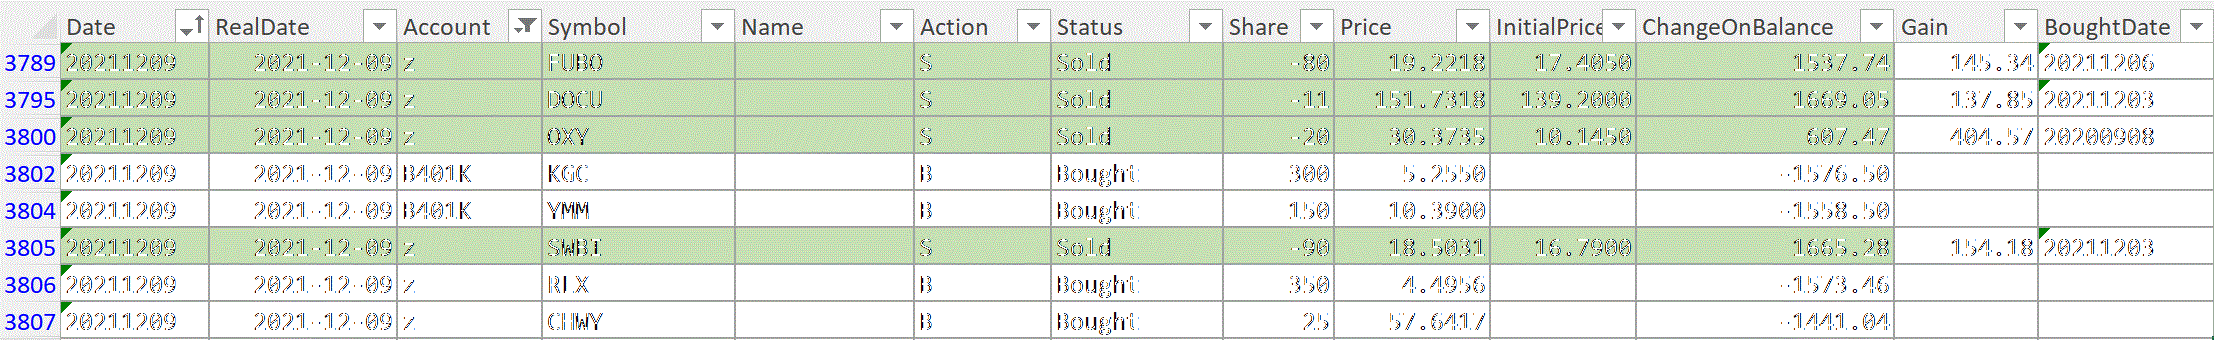 Date RealDate Account Symbol Name Action Status Share Price InitialPrice ChangeOnBalance Gain BoughtDate
3789 20211209 2021-12-09 z FUBO S Sold -80 19.2218 17.4050 1537.74 145.34 20211206
3795 20211209 2021-12-09 z DOCU S Sold -11 151.7318 139.2000 1669.05 137.85 20211203
3800 20211209 2021-12-09 z OXY S Sold -20 30.3735 10.1450 607.47 404.57 20200908
3802 20211209 2021-12-09 B401K KGC B Bought 300 5.2550 -1576.50
3804 20211209 2021-12-09 B401K YMM B Bought 150 10.3900 -1558.50
3805 20211209 2021-12-09 z SWBI S Sold -90 18.5031 16.7900 1665.28 154.18 20211203
3806 20211209 2021-12-09 z RLX B Bought 350 4.4956 -1573.46
3807 20211209 2021-12-09 z CHWY B Bought 25 57.6417 -1441.04